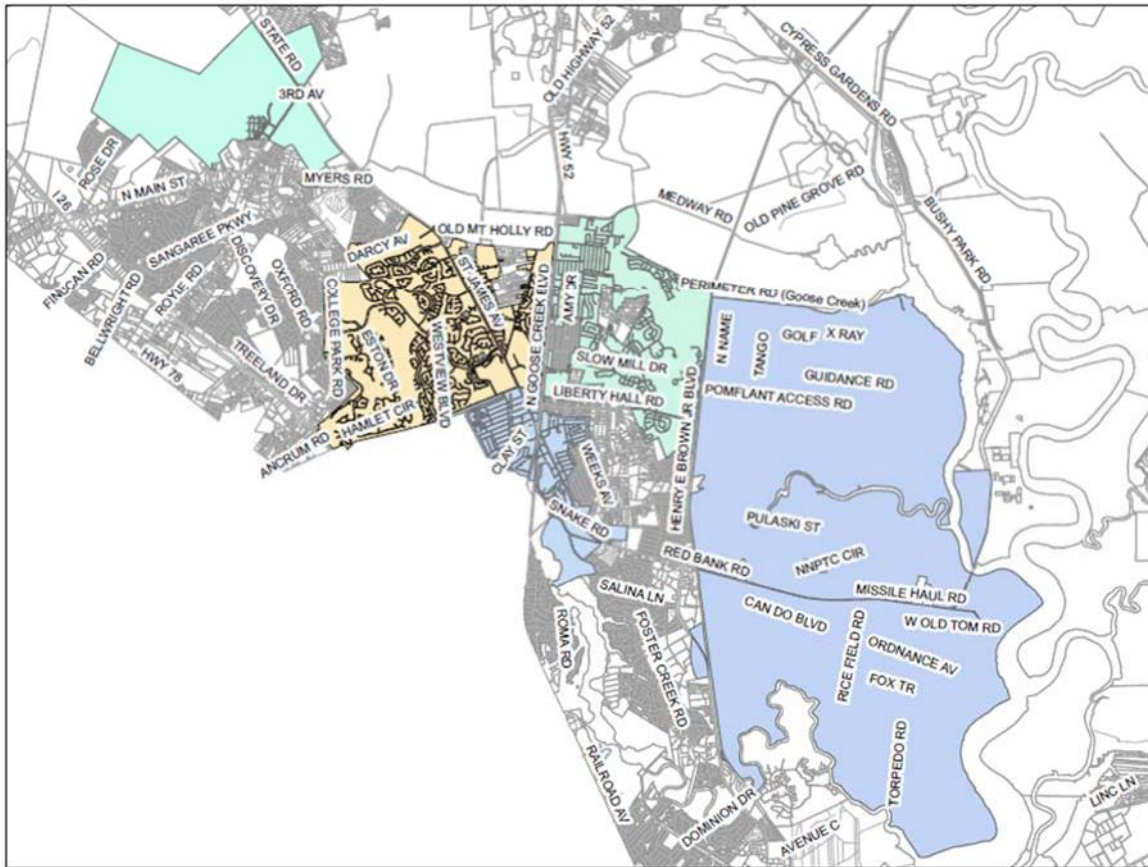 STATE RD
3RD AV
OLD HIGHWAY 52
CYPRESS GARDENS RD
HWY 52
ROSE DR
I 26
N MAIN ST
MYERS RD
MEDWAY RD
OLD PINE GROVE RD
BUSHY PARK RD
SANGAREE PKWY
DARCY AV
OLD MT HOLLY RD
FINUCAN RD
BELLWRIGHT RD
ROYLE RD
DISCOVERY DR
OXFORD RD
COLLEGE PARK RD
ST JAMES AV
AMY DR
PERIMETER RD (Goose Creek)
HWY 78
TREELAND DR
ESTON DR
WESTVIEW BLVD
N GOOSE CREEK BLVD
SLOW MILL DR
N NAME
TANGO
GOLF
X RAY
GUIDANCE RD
LIBERTY HALL RD
POMFLANT ACCESS RD
HAMLET CIR
ANCRUM RD
CLAY ST
WEEKS AV
HENRY E BROWN JR BLVD
SNAKE RD
PULASKI ST
RED BANK RD
NNPTC CIR
SALINA LN
MISSILE HAUL RD
CAN DO BLVD
W OLD TOM RD
ROMA RD
FOSTER CREEK RD
RICE FIELD RD
ORDNANCE AV
FOX TR
TORPEDO RD
RAILROAD AV
DOMINION DR
AVENUE C
LINC LN